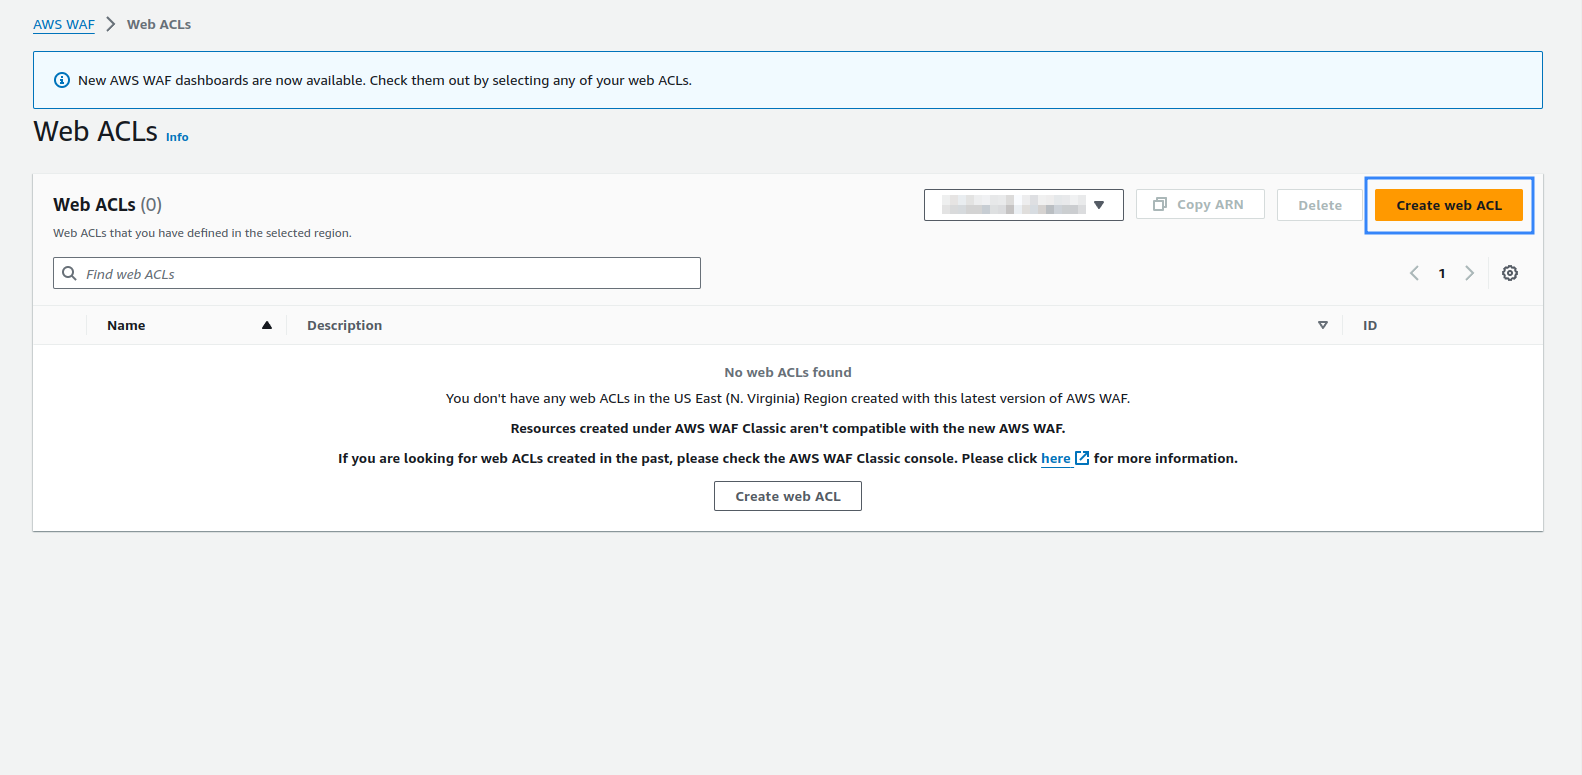 AWS WAF > Web ACLs
New AWS WAF dashboards are now available. Check them out by selecting any of your web ACLs.
Web ACLs Info
Web ACLs (0)
Copy ARN
Delete
Create web ACL
Web ACLs that you have defined in the selected region.
Find web ACLs
1
Name
Description
ID
No web ACLs found
You don't have any web ACLs in the US East (N. Virginia) Region created with this latest version of AWS WAF.
Resources created under AWS WAF Classic aren't compatible with the new AWS WAF.
If you are looking for web ACLs created in the past, please check the AWS WAF Classic console. Please click here for more information.
Create web ACL